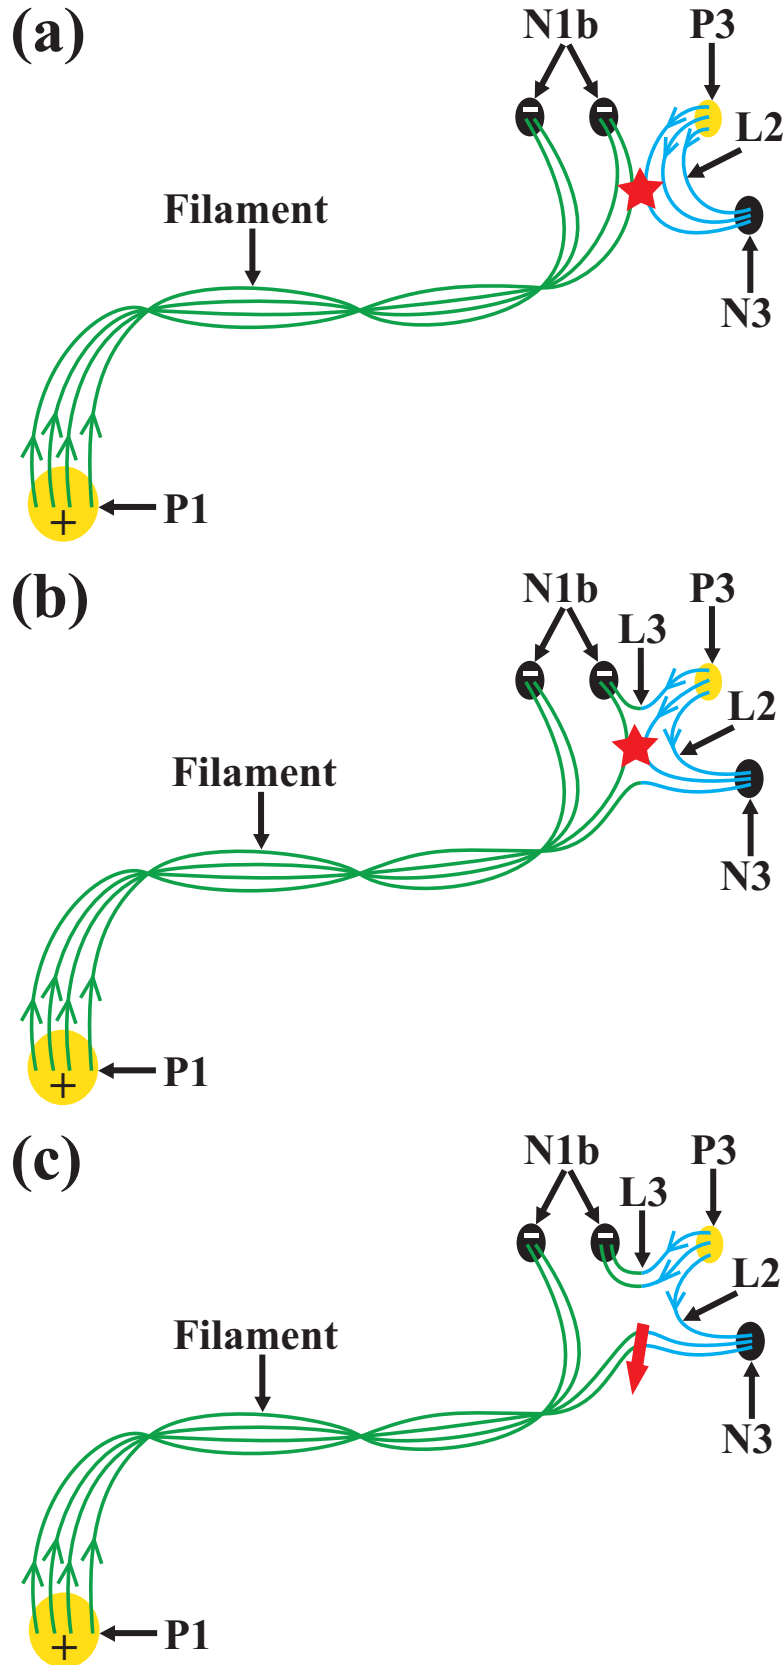 (a)
N1b
P3
L2
Filament
N3
P1
+
(b)
N1b
P3
L3
L2
Filament
N3
P1
+
(c)
N1b
P3
L3
L2
Filament
N3
P1
+